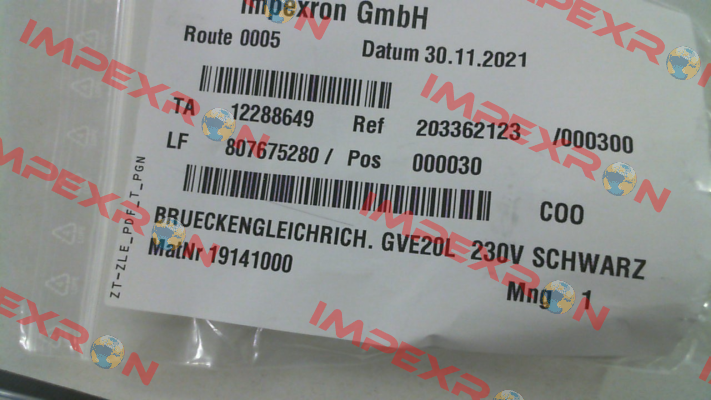 Impexron GmbH
Route 0005 Datum 30.11.2021
TA 12288649 Ref 203362123 /000300
LF 807675280 / Pos 000030
COO
BRUECKENGLEICHRICH. GVE20L 230V SCHWARZ
MatNr 19141000
Mng 1
ZT-ZLE_PDF_T_PGN
IMPEXRON
IMPEXRON
IMPEXRON
IMPEXRON
IMPEXRON
IMPEXRON